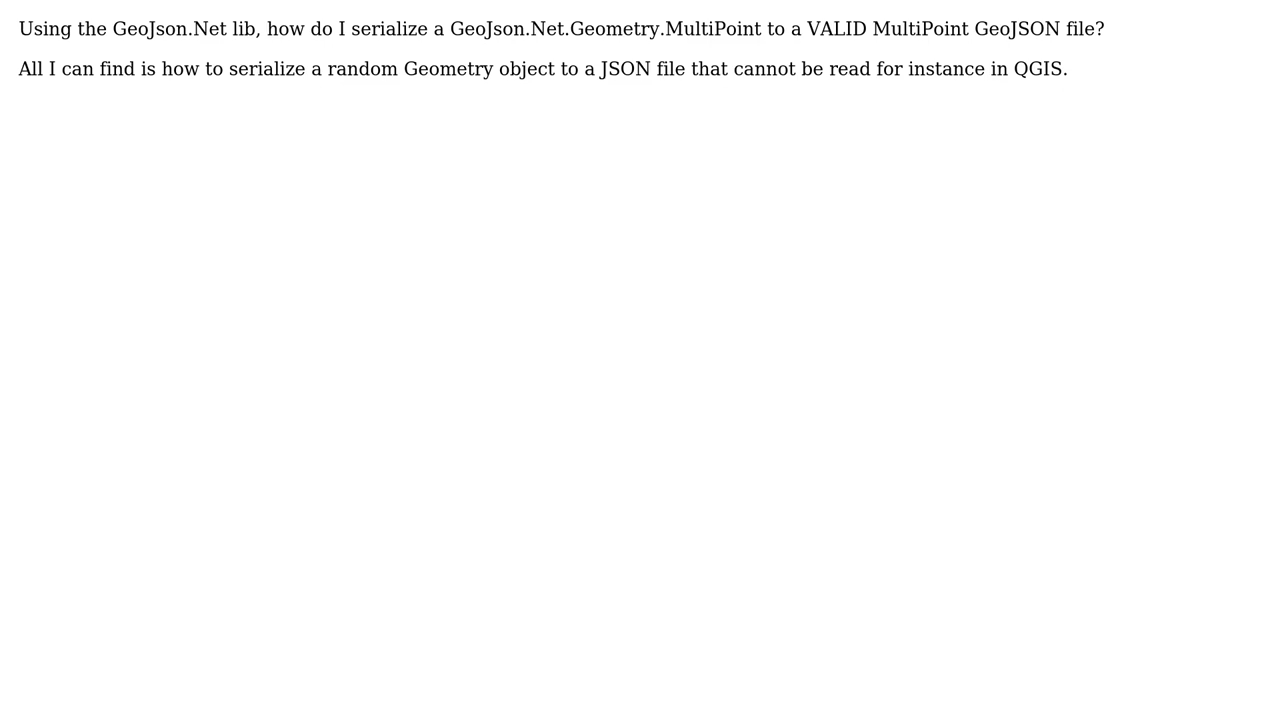 Using the GeoJson.Net lib, how do I serialize a GeoJson.Net.Geometry.MultiPoint to a VALID MultiPoint GeoJSON file?
All I can find is how to serialize a random Geometry object to a JSON file that cannot be read for instance in QGIS.